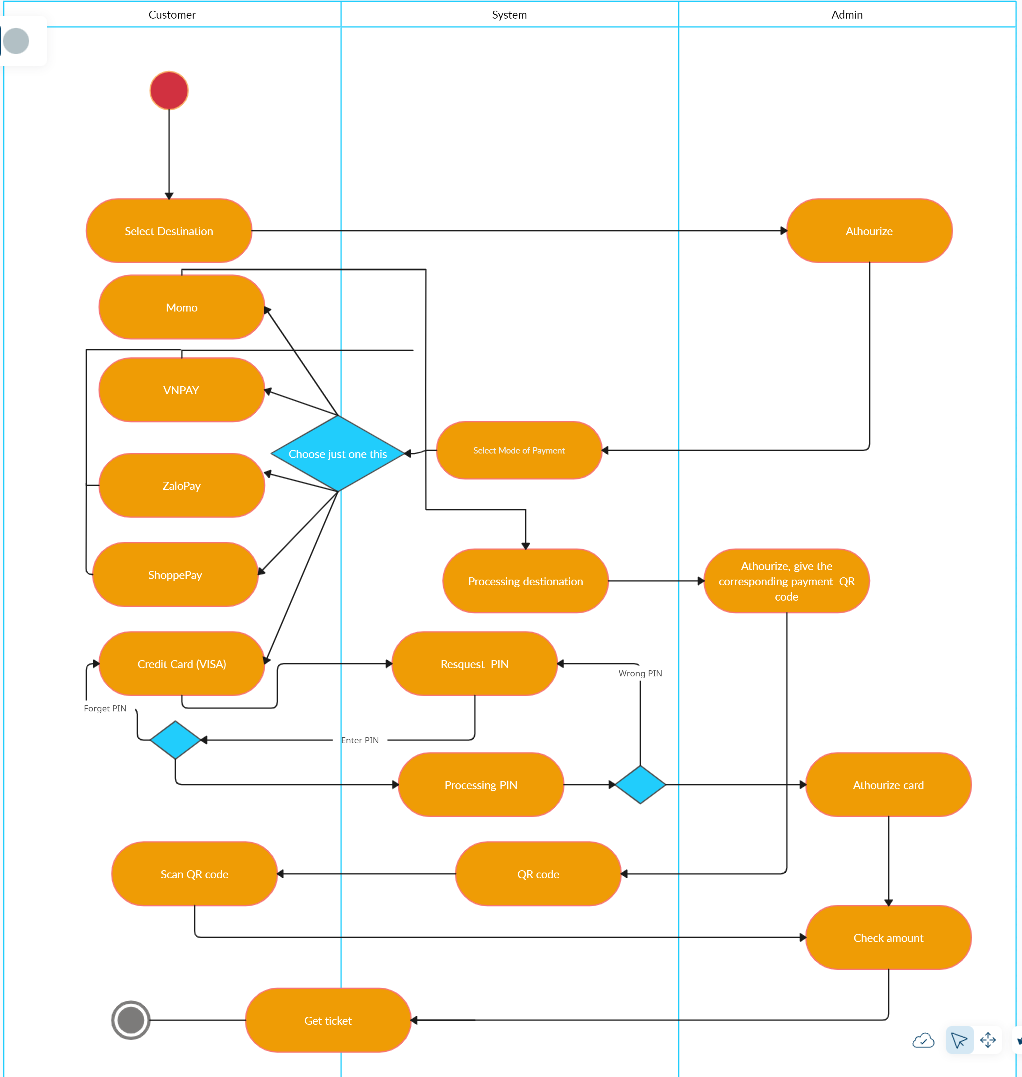 Customer
System
Admin
Select Destination
Athourize
Momo
VNPAY
Choose just one this
Select Mode of Payment
ZaloPay
ShoppePay
Processing destionation
Athourize, give the
corresponding payment QR
code
Credit Card (VISA)
Resquest PIN
Wrong PIN
Forget PIN
Enter PIN
Processing PIN
Athourize card
Scan QR code
QR code
Check amount
Get ticket